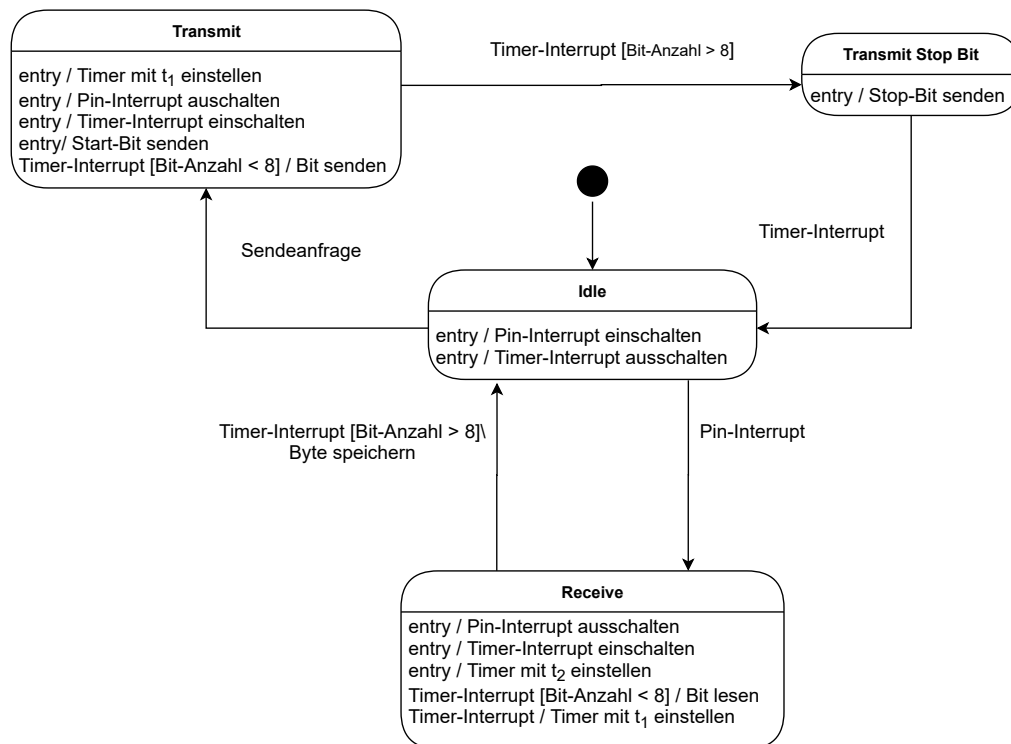 Transmit
entry / Timer mit t₁ einstellen
entry / Pin-Interrupt auschalten
entry / Timer-Interrupt einschalten
entry/ Start-Bit senden
Timer-Interrupt [Bit-Anzahl < 8] / Bit senden
Timer-Interrupt [Bit-Anzahl > 8]
Transmit Stop Bit
entry / Stop-Bit senden
Sendeanfrage
Timer-Interrupt
Idle
entry / Pin-Interrupt einschalten
entry / Timer-Interrupt ausschalten
Timer-Interrupt [Bit-Anzahl > 8]\
Byte speichern
Pin-Interrupt
Receive
entry / Pin-Interrupt ausschalten
entry / Timer-Interrupt einschalten
entry / Timer mit t₂ einstellen
Timer-Interrupt [Bit-Anzahl < 8] / Bit lesen
Timer-Interrupt / Timer mit t₁ einstellen